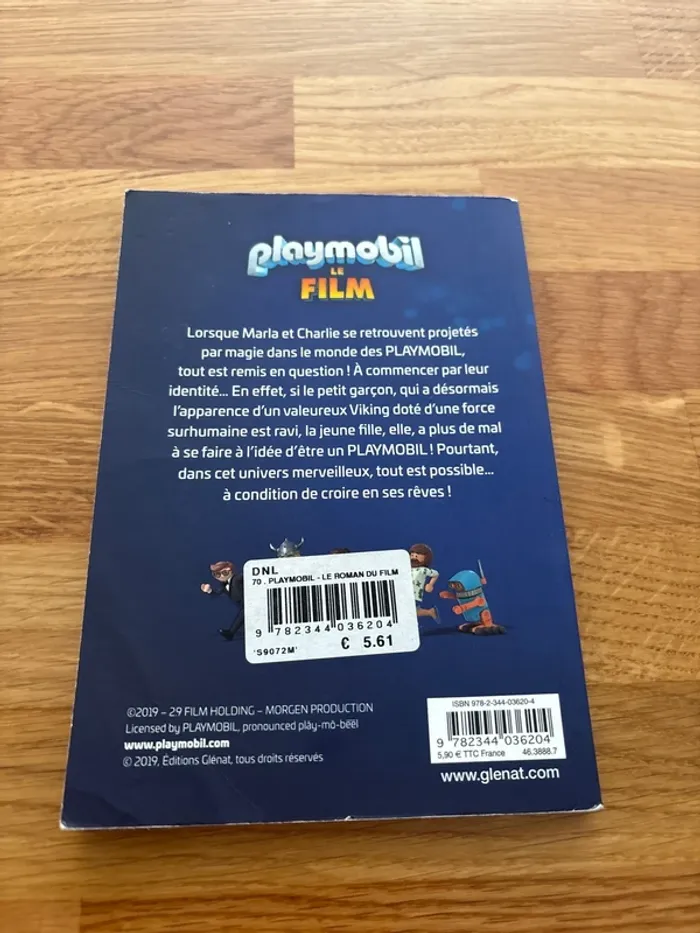 playmobil
LE
FILM
Lorsque Marla et Charlie se retrouvent projetés
par magie dans le monde des PLAYMOBIL,
tout est remis en question ! À commencer par leur
identité... En effet, si le petit garçon, qui a désormais
l'apparence d'un valeureux Viking doté d'une force
surhumaine est ravi, la jeune fille, elle, a plus de mal
à se faire à l'idée d'être un PLAYMOBIL ! Pourtant,
dans cet univers merveilleux, tout est possible...
à condition de croire en ses rêves !
DNL
70 . PLAYMOBIL - LE ROMAN DU FILM
9 782344 036204
'59072M'
€ 5.61
©2019 – 2.9 FILM HOLDING – MORGEN PRODUCTION
Licensed by PLAYMOBIL, pronounced plāy-mō-bēēl
www.playmobil.com
© 2019, Éditions Glénat, tous droits réservés
ISBN 978-2-344-03620-4
9 782344 036204
5,90 € TTC France 46.3888.7
www.glenat.com